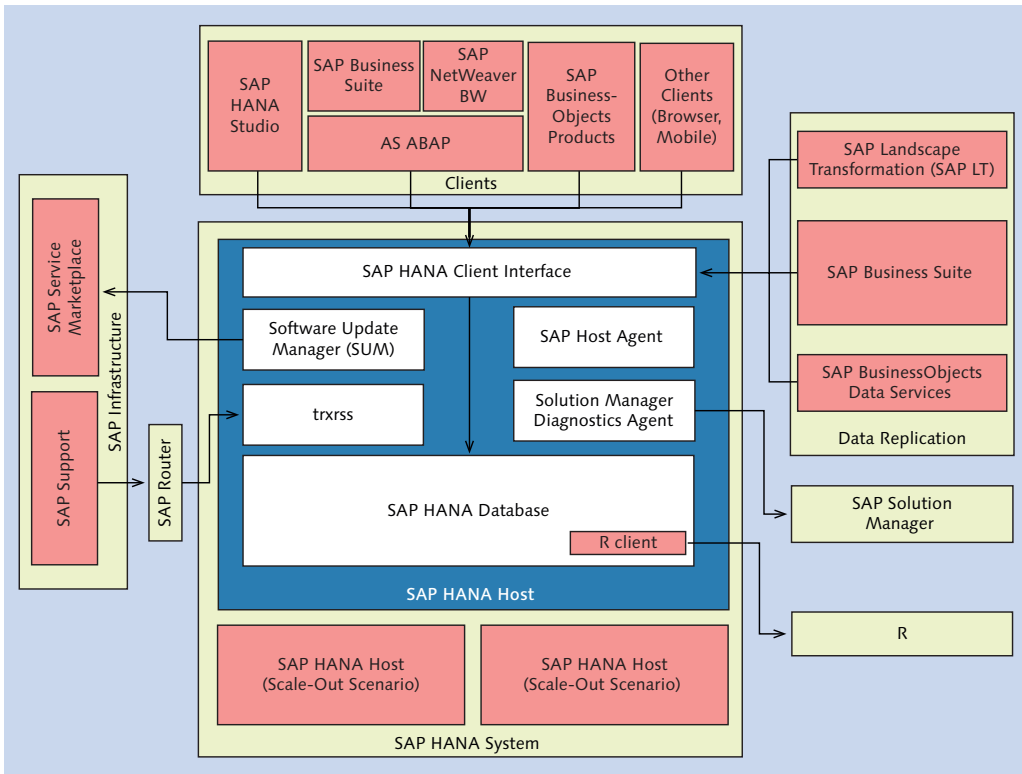 SAP
HANA
Studio
SAP Business
Suite
SAP
NetWeaver
BW
AS ABAP
SAP
Business-
Objects
Products
Other
Clients
(Browser,
Mobile)
Clients
SAP Landscape
Transformation (SAP LT)
SAP Business Suite
SAP BusinessObjects
Data Services
Data Replication
SAP Service
Marketplace
SAP Support
SAP Infrastructure
SAP Router
SAP HANA Client Interface
Software Update
Manager (SUM)
SAP Host Agent
trxrss
Solution Manager
Diagnostics Agent
SAP HANA Database
R client
SAP HANA Host
SAP HANA Host
(Scale-Out Scenario)
SAP HANA Host
(Scale-Out Scenario)
SAP HANA System
SAP Solution
Manager
R